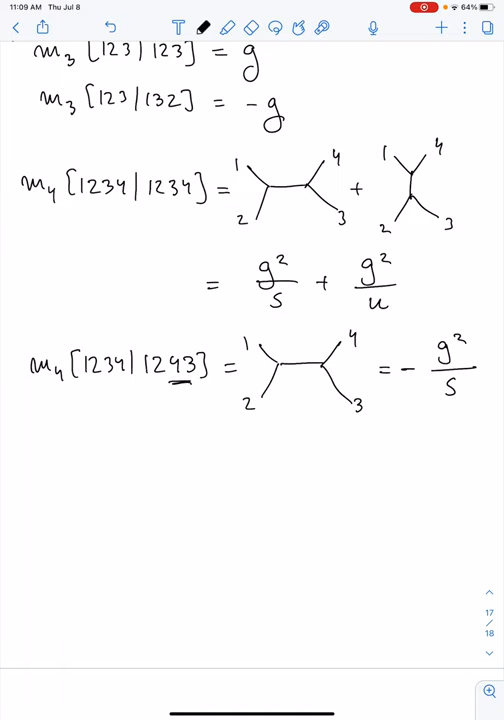 11:09 AM Thu Jul 8
64%
m₃ [123 | 123] = g
m₃ [123 | 132] = - g
m₄ [1234 | 1234] = 1 2 3 4 + 1 2 3 4
= g²/s + g²/u
m₄ [1234 | 1243] = 1 2 3 4 = - g²/s
17
/
18